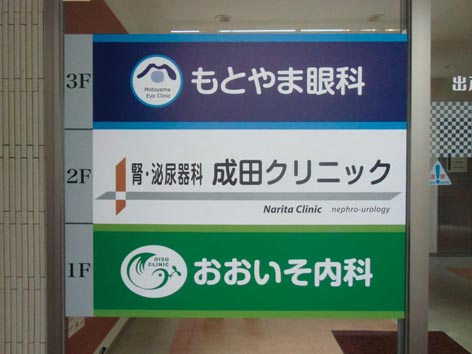 3F
Motoyama
Eye Clinic
もとやま眼科
2F
腎・泌尿器科 成田クリニック
Narita Clinic nephro-urology
1F
OISO
CLINIC
おおいそ内科
出